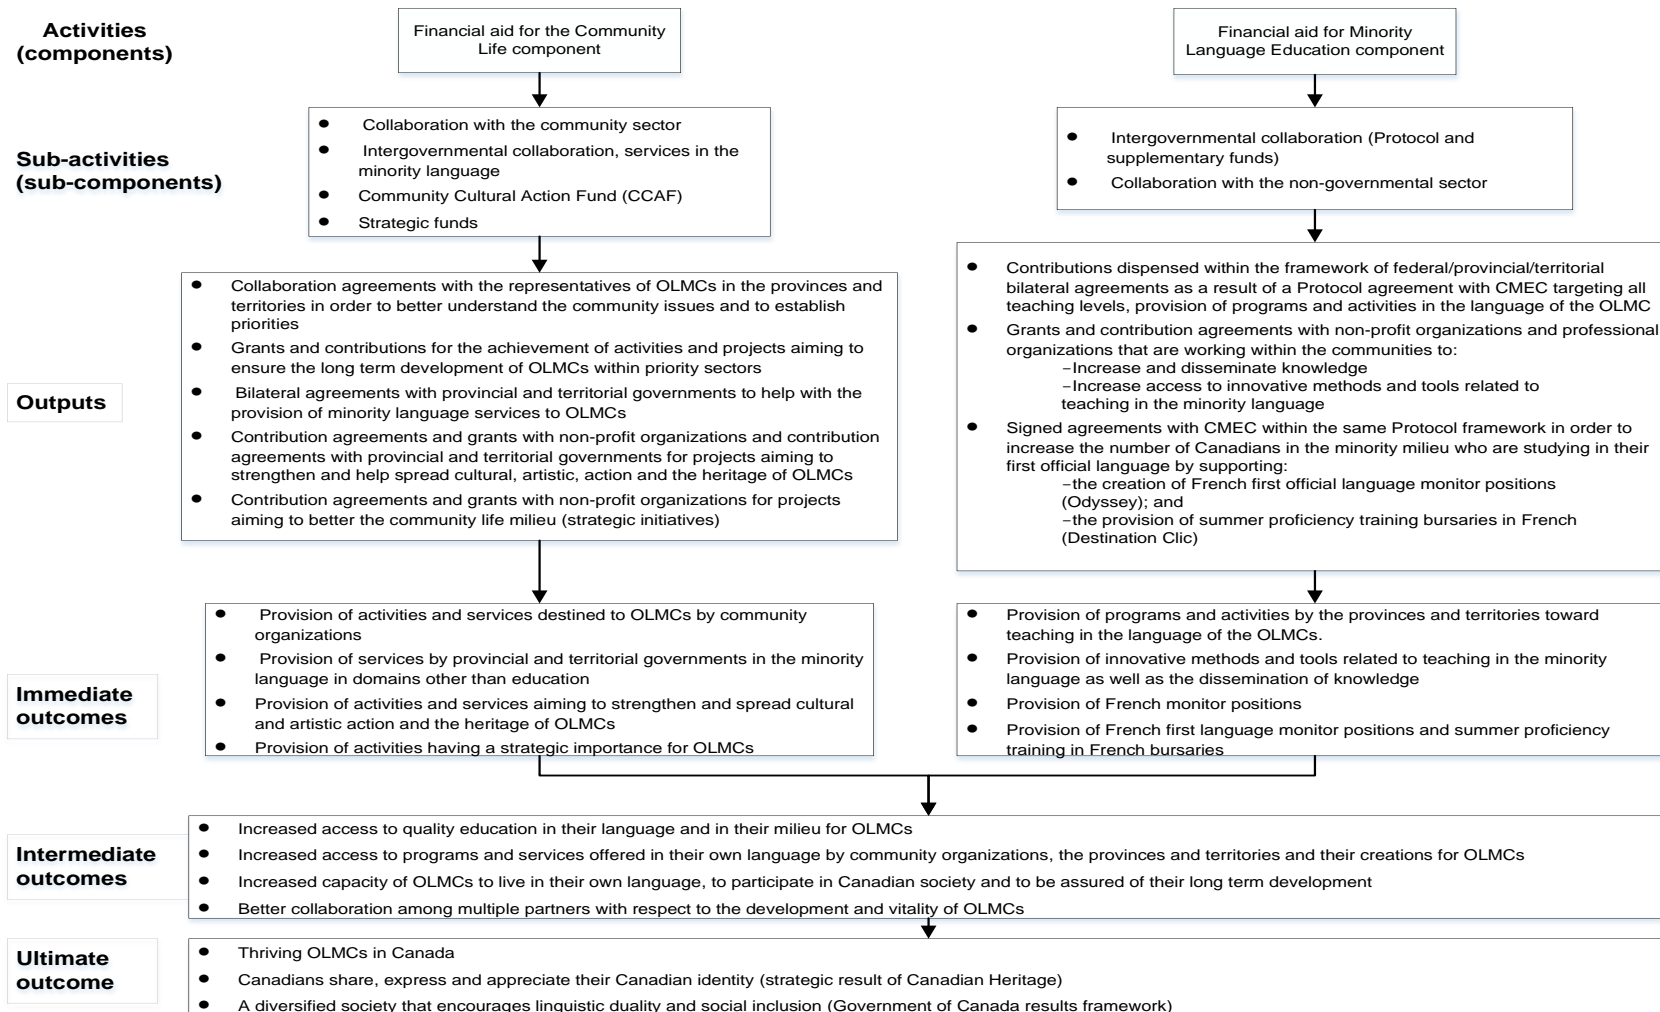 Activities
(components)
Financial aid for the Community
Life component
Financial aid for Minority
Language Education component
Sub-activities
(sub-components)
● Collaboration with the community sector
● Intergovernmental collaboration, services in the
minority language
● Community Cultural Action Fund (CCAF)
● Strategic funds
● Intergovernmental collaboration (Protocol and
supplementary funds)
● Collaboration with the non-governmental sector
Outputs
● Collaboration agreements with the representatives of OLMCs in the provinces and
territories in order to better understand the community issues and to establish
priorities
● Grants and contributions for the achievement of activities and projects aiming to
ensure the long term development of OLMCs within priority sectors
● Bilateral agreements with provincial and territorial governments to help with the
provision of minority language services to OLMCs
● Contribution agreements and grants with non-profit organizations and contribution
agreements with provincial and territorial governments for projects aiming to
strengthen and help spread cultural, artistic, action and the heritage of OLMCs
● Contribution agreements and grants with non-profit organizations for projects
aiming to better the community life milieu (strategic initiatives)
● Contributions dispensed within the framework of federal/provincial/territorial
bilateral agreements as a result of a Protocol agreement with CMEC targeting all
teaching levels, provision of programs and activities in the language of the OLMC
● Grants and contribution agreements with non-profit organizations and professional
organizations that are working within the communities to:
–Increase and disseminate knowledge
–Increase access to innovative methods and tools related to
teaching in the minority language
● Signed agreements with CMEC within the same Protocol framework in order to
increase the number of Canadians in the minority milieu who are studying in their
first official language by supporting:
–the creation of French first official language monitor positions
(Odyssey); and
–the provision of summer proficiency training bursaries in French
(Destination Clic)
Immediate
outcomes
● Provision of activities and services destined to OLMCs by community
organizations
● Provision of services by provincial and territorial governments in the minority
language in domains other than education
● Provision of activities and services aiming to strengthen and spread cultural
and artistic action and the heritage of OLMCs
● Provision of activities having a strategic importance for OLMCs
● Provision of programs and activities by the provinces and territories toward
teaching in the language of the OLMCs.
● Provision of innovative methods and tools related to teaching in the minority
language as well as the dissemination of knowledge
● Provision of French monitor positions
● Provision of French first language monitor positions and summer proficiency
training in French bursaries
Intermediate
outcomes
● Increased access to quality education in their language and in their milieu for OLMCs
● Increased access to programs and services offered in their own language by community organizations, the provinces and territories and their creations for OLMCs
● Increased capacity of OLMCs to live in their own language, to participate in Canadian society and to be assured of their long term development
● Better collaboration among multiple partners with respect to the development and vitality of OLMCs
Ultimate
outcome
● Thriving OLMCs in Canada
● Canadians share, express and appreciate their Canadian identity (strategic result of Canadian Heritage)
● A diversified society that encourages linguistic duality and social inclusion (Government of Canada results framework)